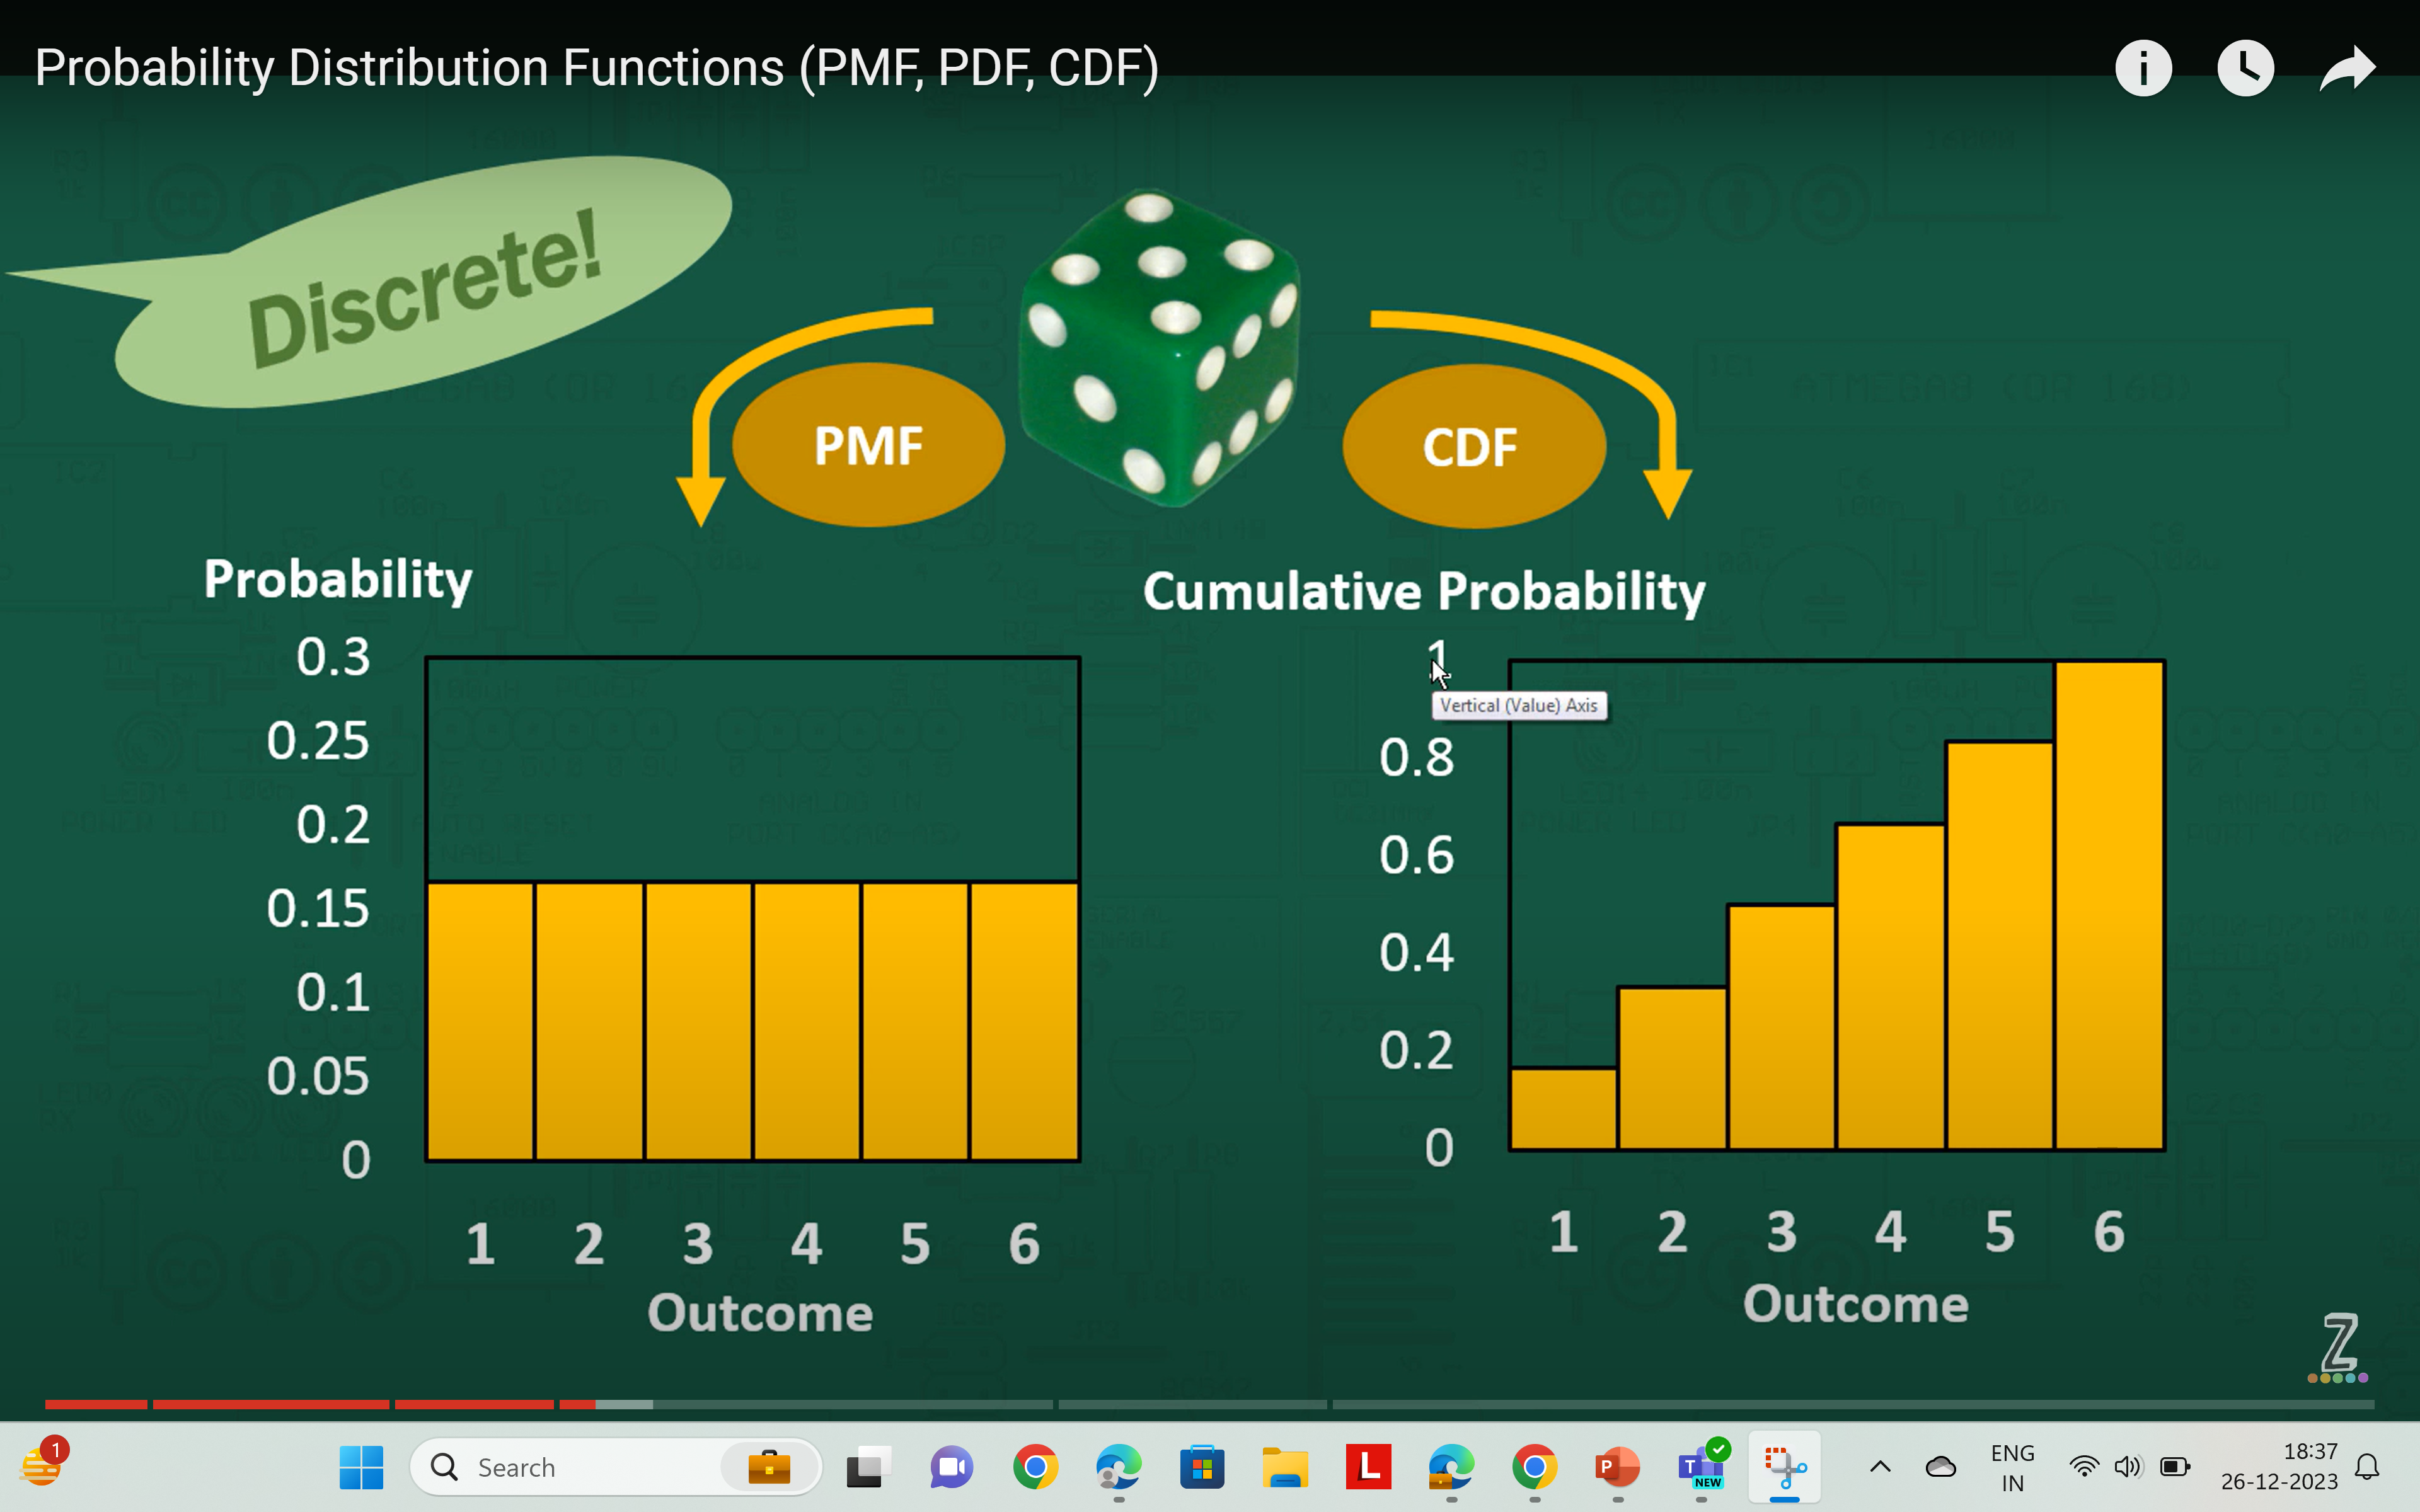 Probability Distribution Functions (PMF, PDF, CDF)
Discrete!
PMF
CDF
Probability
0.3
0.25
0.2
0.15
0.1
0.05
0
1 2 3 4 5 6
Outcome
Cumulative Probability
1
Vertical (Value) Axis
0.8
0.6
0.4
0.2
0
1 2 3 4 5 6
Outcome
Z
1
Search
L
P
T
NEW
ENG
IN
18:37
26-12-2023